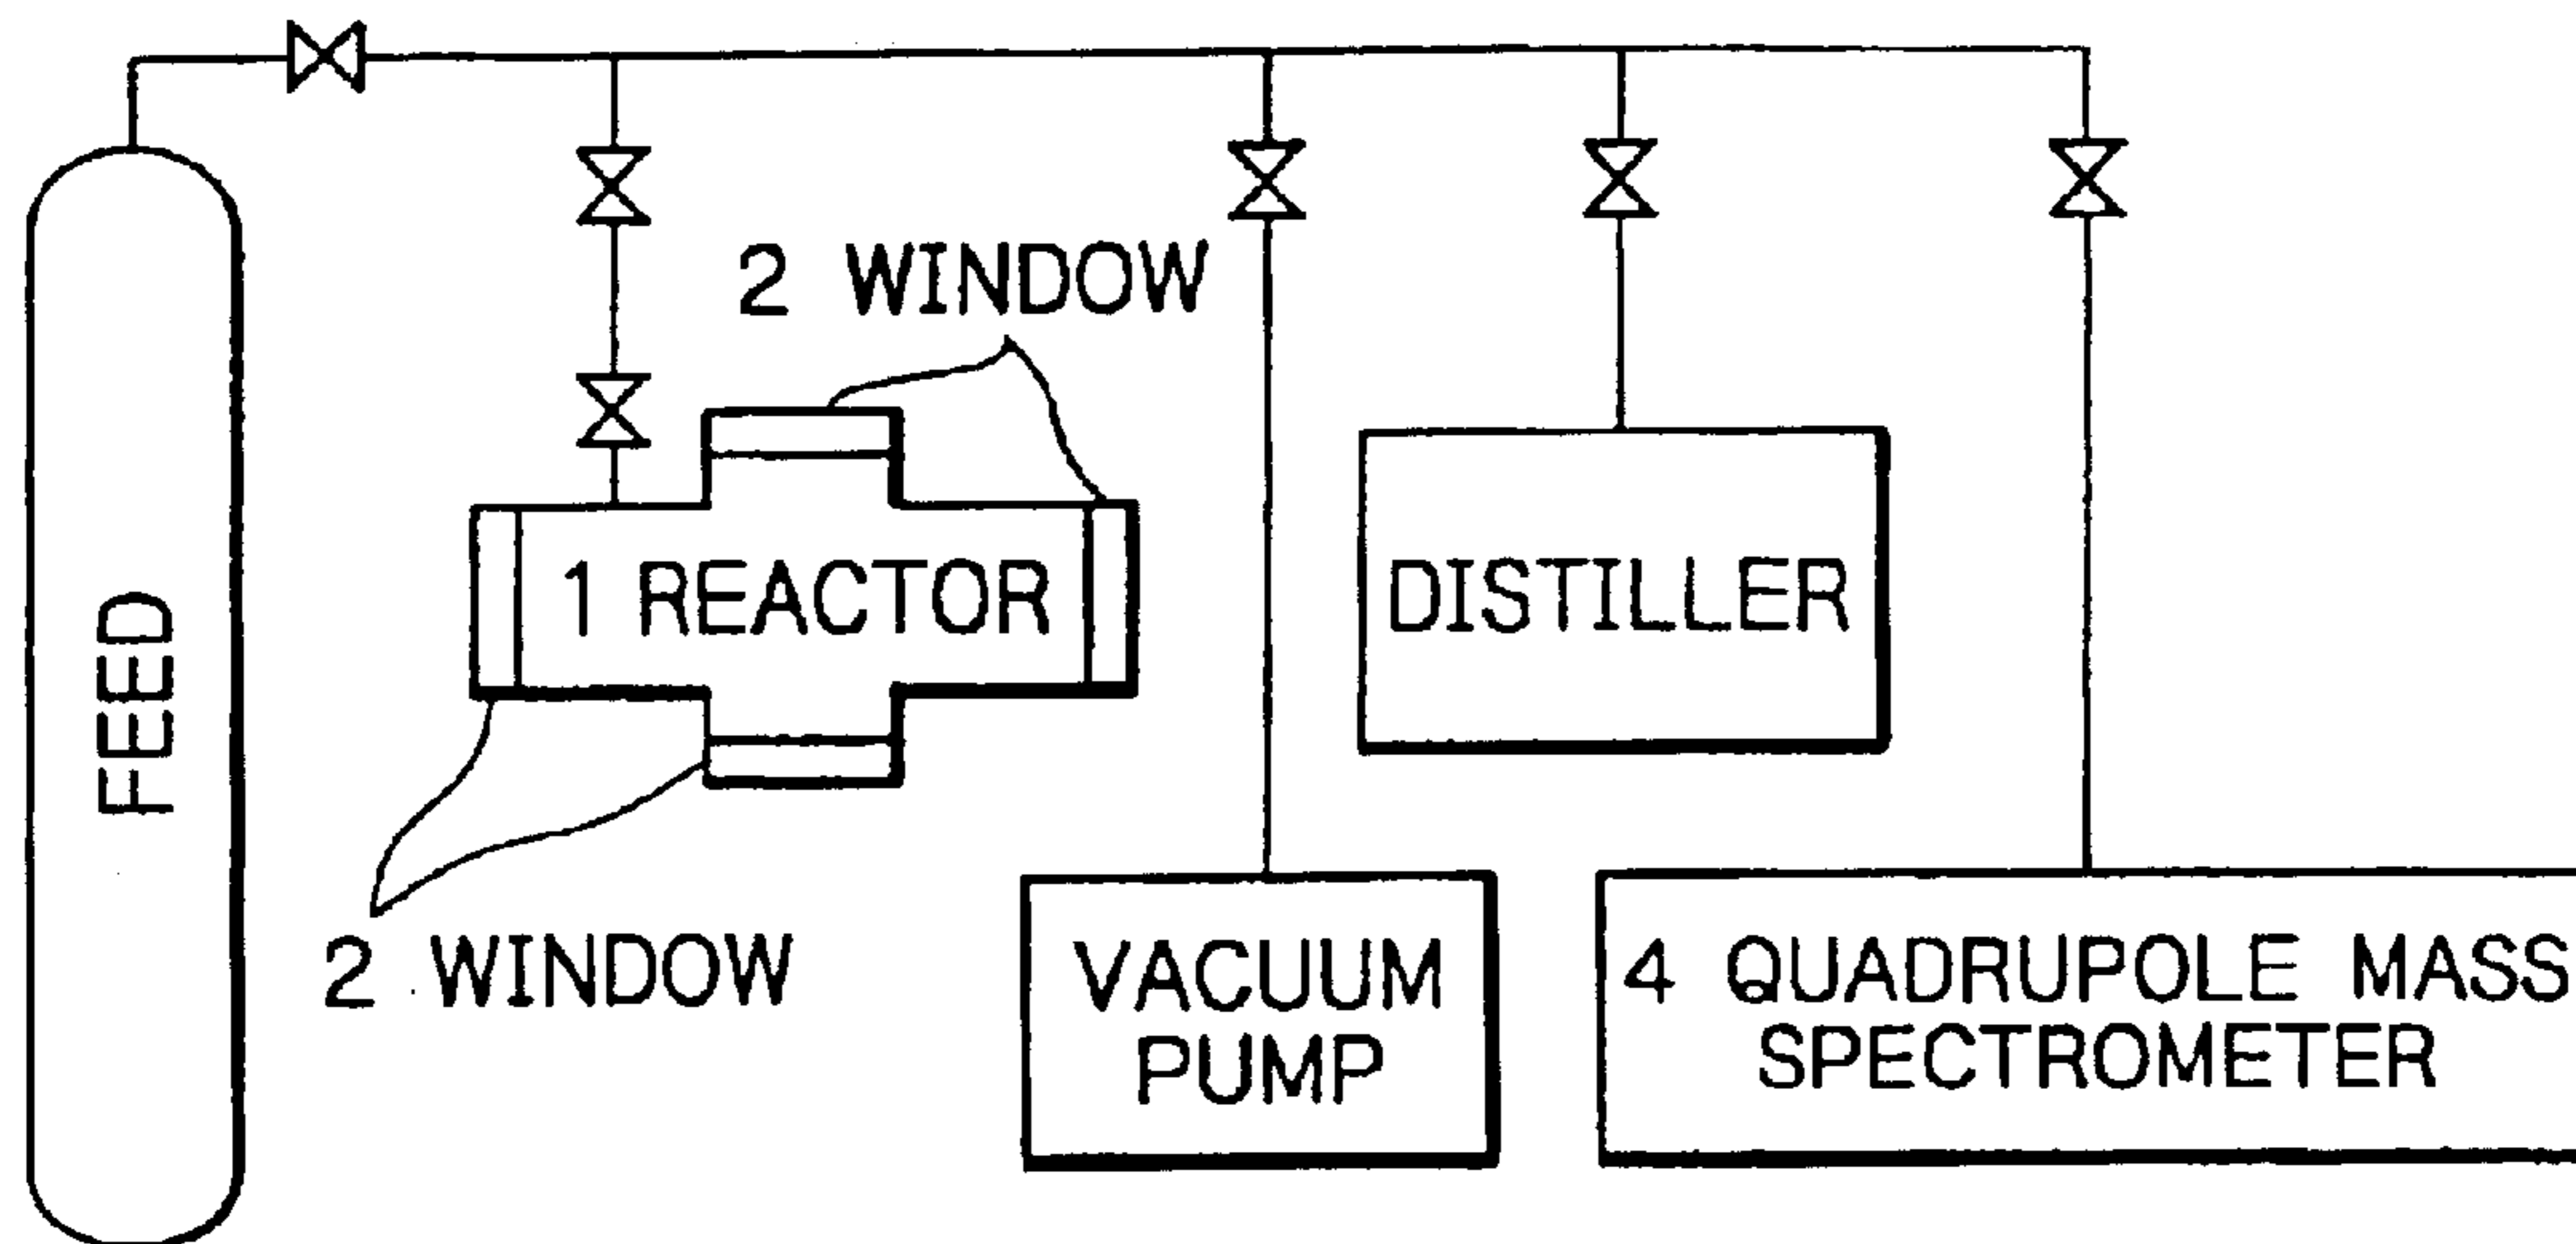 2 WINDOW
1 REACTOR
DISTILLER
FEED
2 WINDOW
VACUUM
PUMP
4 QUADRUPOLE MASS
SPECTROMETER